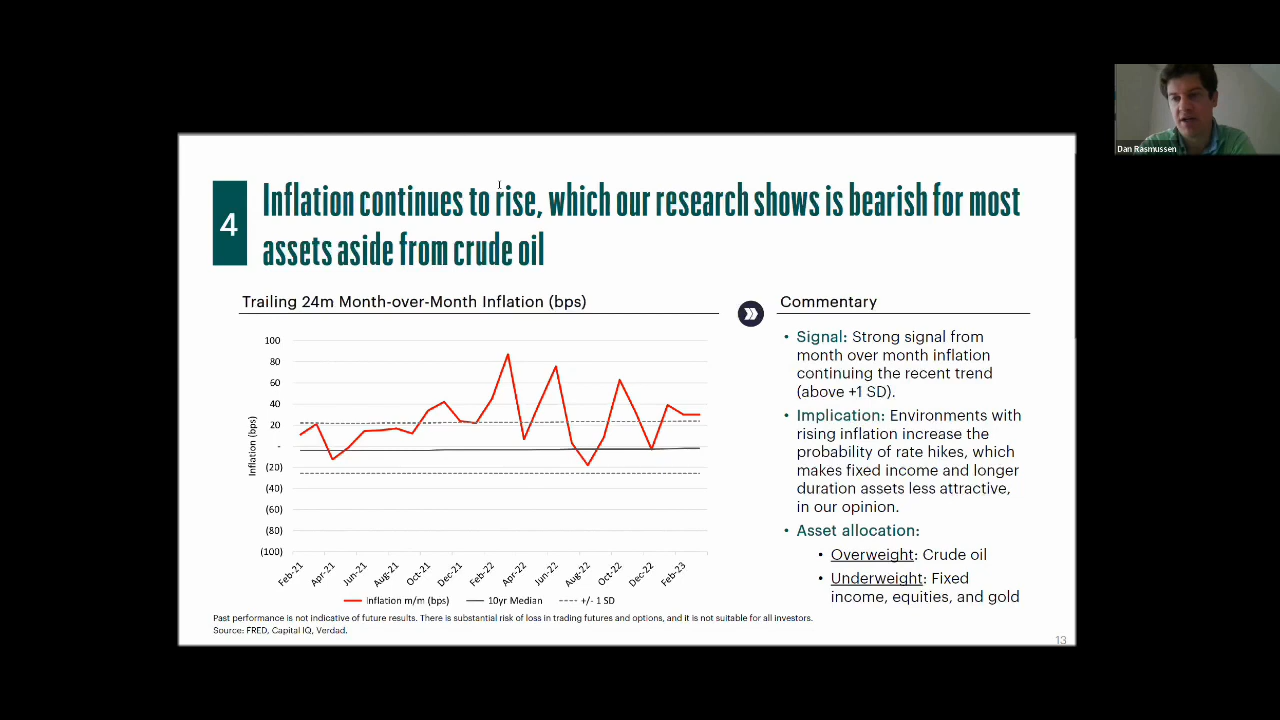 Dan Rasmussen
4
Inflation continues to rise, which our research shows is bearish for most
assets aside from crude oil
Trailing 24m Month-over-Month Inflation (bps)
Inflation (bps)
100
80
60
40
20
-
(20)
(40)
(60)
(80)
(100)
Feb-21
Apr-21
Jun-21
Aug-21
Oct-21
Dec-21
Feb-22
Apr-22
Jun-22
Aug-22
Oct-22
Dec-22
Feb-23
Inflation m/m (bps)
10yr Median
+/- 1 SD
Commentary
• Signal: Strong signal from
month over month inflation
continuing the recent trend
(above +1 SD).
• Implication: Environments with
rising inflation increase the
probability of rate hikes, which
makes fixed income and longer
duration assets less attractive,
in our opinion.
• Asset allocation:
• Overweight: Crude oil
• Underweight: Fixed
income, equities, and gold
Past performance is not indicative of future results. There is substantial risk of loss in trading futures and options, and it is not suitable for all investors.
Source: FRED, Capital IQ, Verdad.
13